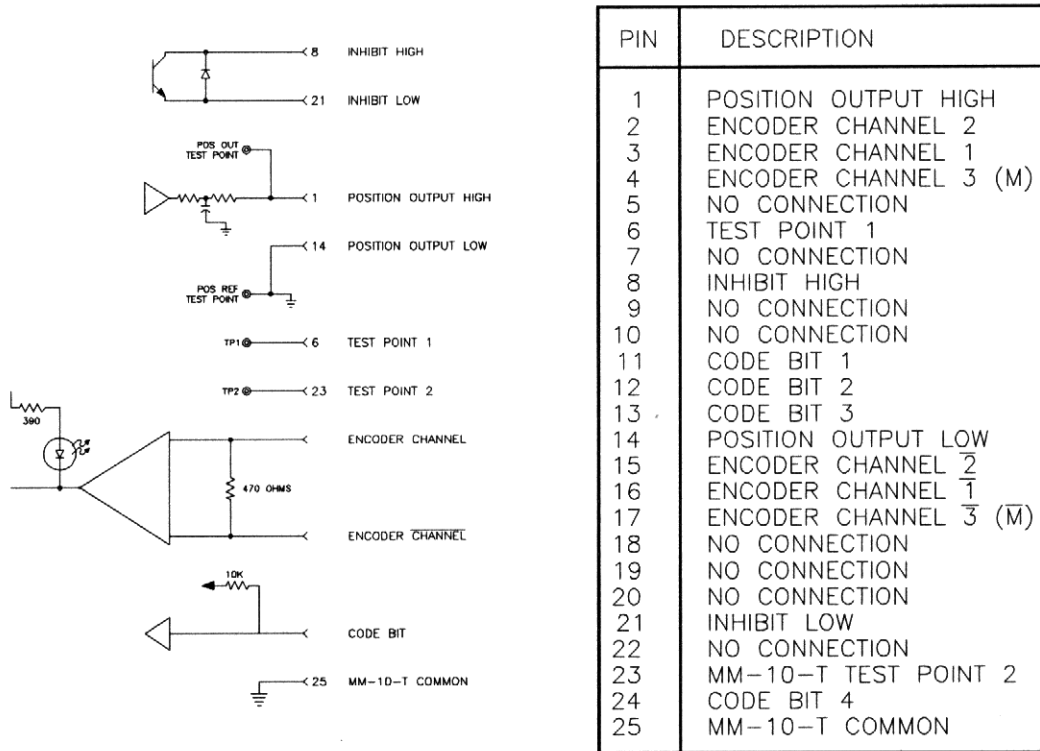 8 INHIBIT HIGH
21 INHIBIT LOW
POS OUT
TEST POINT
1 POSITION OUTPUT HIGH
14 POSITION OUTPUT LOW
POS REF
TEST POINT
TP1 6 TEST POINT 1
TP2 23 TEST POINT 2
390
ENCODER CHANNEL
470 OHMS
ENCODER C̅H̅A̅N̅N̅E̅L̅
10K
CODE BIT
25 MM-10-T COMMON
PIN DESCRIPTION
1 POSITION OUTPUT HIGH
2 ENCODER CHANNEL 2
3 ENCODER CHANNEL 1
4 ENCODER CHANNEL 3 (M)
5 NO CONNECTION
6 TEST POINT 1
7 NO CONNECTION
8 INHIBIT HIGH
9 NO CONNECTION
10 NO CONNECTION
11 CODE BIT 1
12 CODE BIT 2
13 CODE BIT 3
14 POSITION OUTPUT LOW
15 ENCODER CHANNEL 2̅
16 ENCODER CHANNEL 1̅
17 ENCODER CHANNEL 3̅ (M̅)
18 NO CONNECTION
19 NO CONNECTION
20 NO CONNECTION
21 INHIBIT LOW
22 NO CONNECTION
23 MM-10-T TEST POINT 2
24 CODE BIT 4
25 MM-10-T COMMON